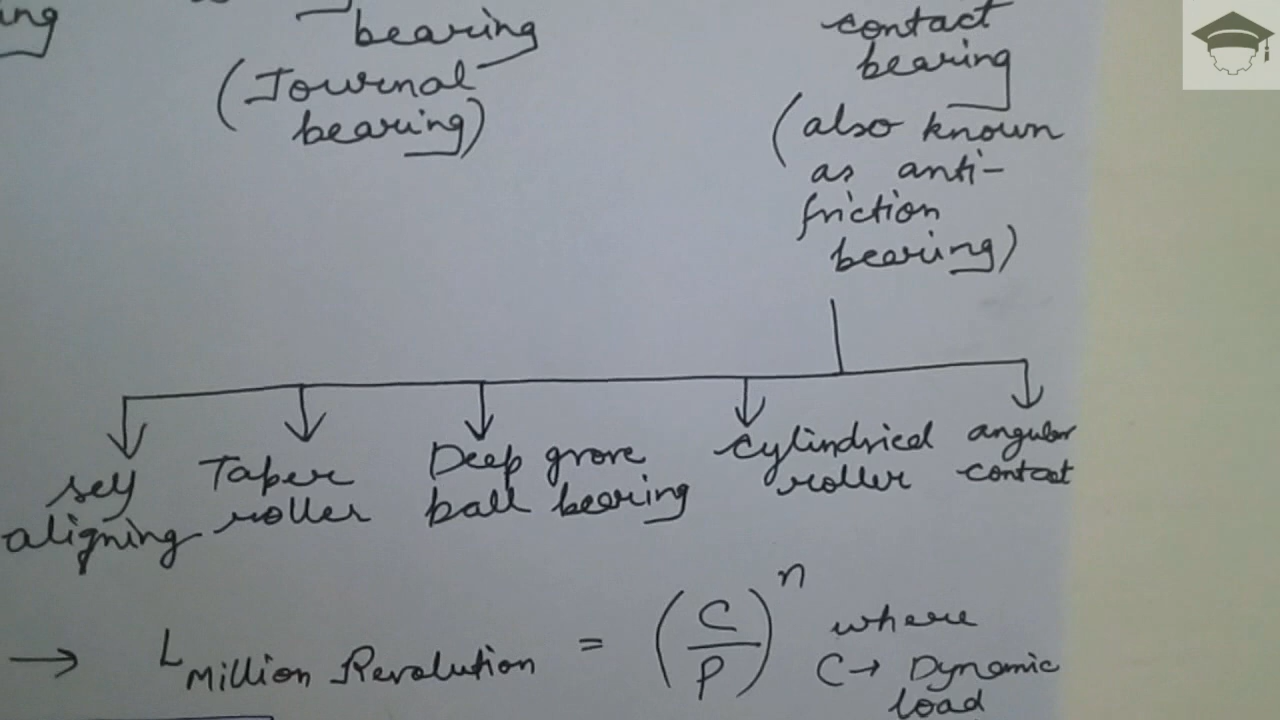 ing
bearing
(Journal
bearing)
contact
bearing
(also known
as anti-
friction
bearing)
self
aligning
Taper
roller
Deep grove
ball bearing
cylindrical
roller
angular
contact
→ L Million Revolution = (C/P)^n where
C → Dynamic
load